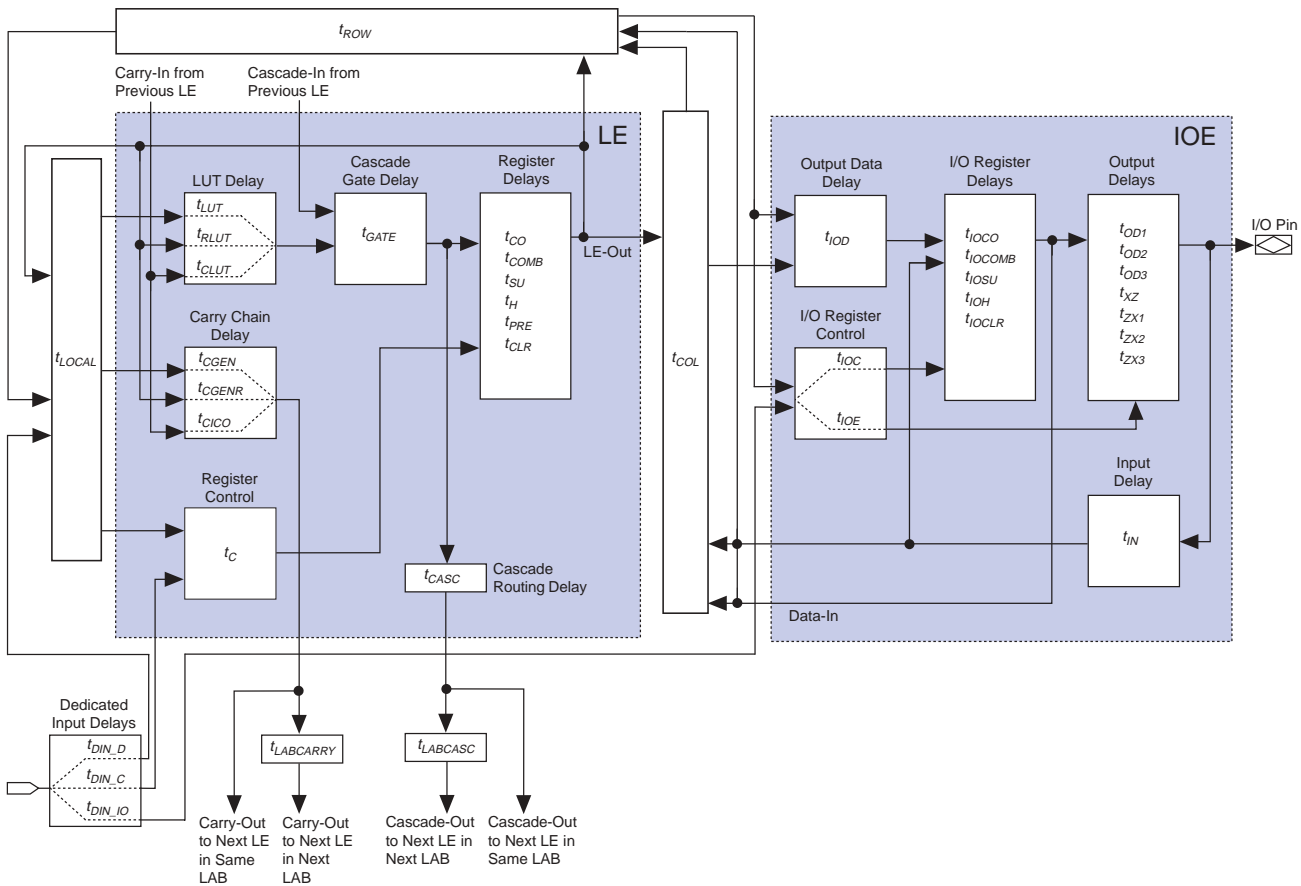 tROW
Carry-In from
Previous LE
Cascade-In from
Previous LE
LE
IOE
LUT Delay
Cascade
Gate Delay
Register
Delays
Output Data
Delay
I/O Register
Delays
Output
Delays
I/O Pin
tLUT
tRLUT
tCLUT
tGATE
tCO
tCOMB
tSU
tH
tPRE
tCLR
LE-Out
tIOD
tIOCO
tIOCOMB
tIOSU
tIOH
tIOCLR
tOD1
tOD2
tOD3
tXZ
tZX1
tZX2
tZX3
Carry Chain
Delay
I/O Register
Control
tLOCAL
tCGEN
tCGENR
tCICO
tCOL
tIOC
tIOE
Register
Control
Input
Delay
tC
tIN
tCASC
Cascade
Routing Delay
Data-In
Dedicated
Input Delays
tDIN_D
tDIN_C
tDIN_IO
tLABCARRY
tLABCASC
Carry-Out
to Next LE
in Same
LAB
Carry-Out
to Next LE
in Next
LAB
Cascade-Out
to Next LE in
Next LAB
Cascade-Out
to Next LE in
Same LAB